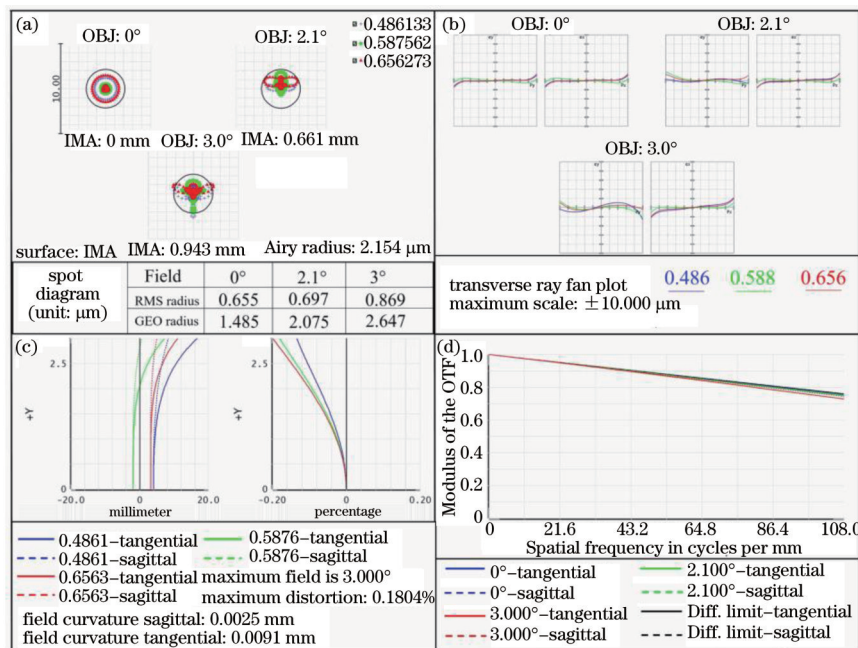 (a)
OBJ: 0°
OBJ: 2.1°
0.486133
0.587562
0.656273
10.00
IMA: 0 mm
IMA: 0.661 mm
OBJ: 3.0°
surface: IMA
IMA: 0.943 mm
Airy radius: 2.154 μm
spot diagram (unit: μm)
Field 0° 2.1° 3°
RMS radius 0.655 0.697 0.869
GEO radius 1.485 2.075 2.647
(b)
OBJ: 0°
OBJ: 2.1°
OBJ: 3.0°
transverse ray fan plot
maximum scale: ±10.000 μm
0.486 0.588 0.656
(c)
2.5
+Y
-20.0 0 20.0
millimeter
2.5
+Y
-0.20 0 0.20
percentage
0.4861-tangential
0.4861-sagittal
0.6563-tangential
0.6563-sagittal
0.5876-tangential
0.5876-sagittal
maximum field is 3.000°
maximum distortion: 0.1804%
field curvature sagittal: 0.0025 mm
field curvature tangential: 0.0091 mm
(d)
Modulus of the OTF
1.0
0.8
0.6
0.4
0.2
0
0 21.6 43.2 64.8 86.4 108.0
Spatial frequency in cycles per mm
0°-tangential
0°-sagittal
3.000°-tangential
3.000°-sagittal
2.100°-tangential
2.100°-sagittal
Diff. limit-tangential
Diff. limit-sagittal